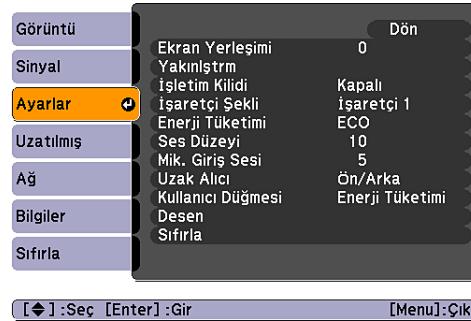 Görüntü
Sinyal
Ayarlar
Uzatılmış
Ağ
Bilgiler
Sıfırla
Dön
Ekran Yerleşimi 0
Yakınlştrm
İşletim Kilidi Kapalı
İşaretçi Şekli İşaretçi 1
Enerji Tüketimi ECO
Ses Düzeyi 10
Mik. Giriş Sesi 5
Uzak Alıcı Ön/Arka
Kullanıcı Düğmesi Enerji Tüketimi
Desen
Sıfırla
[◆] :Seç [Enter] :Gir [Menu]:Çık